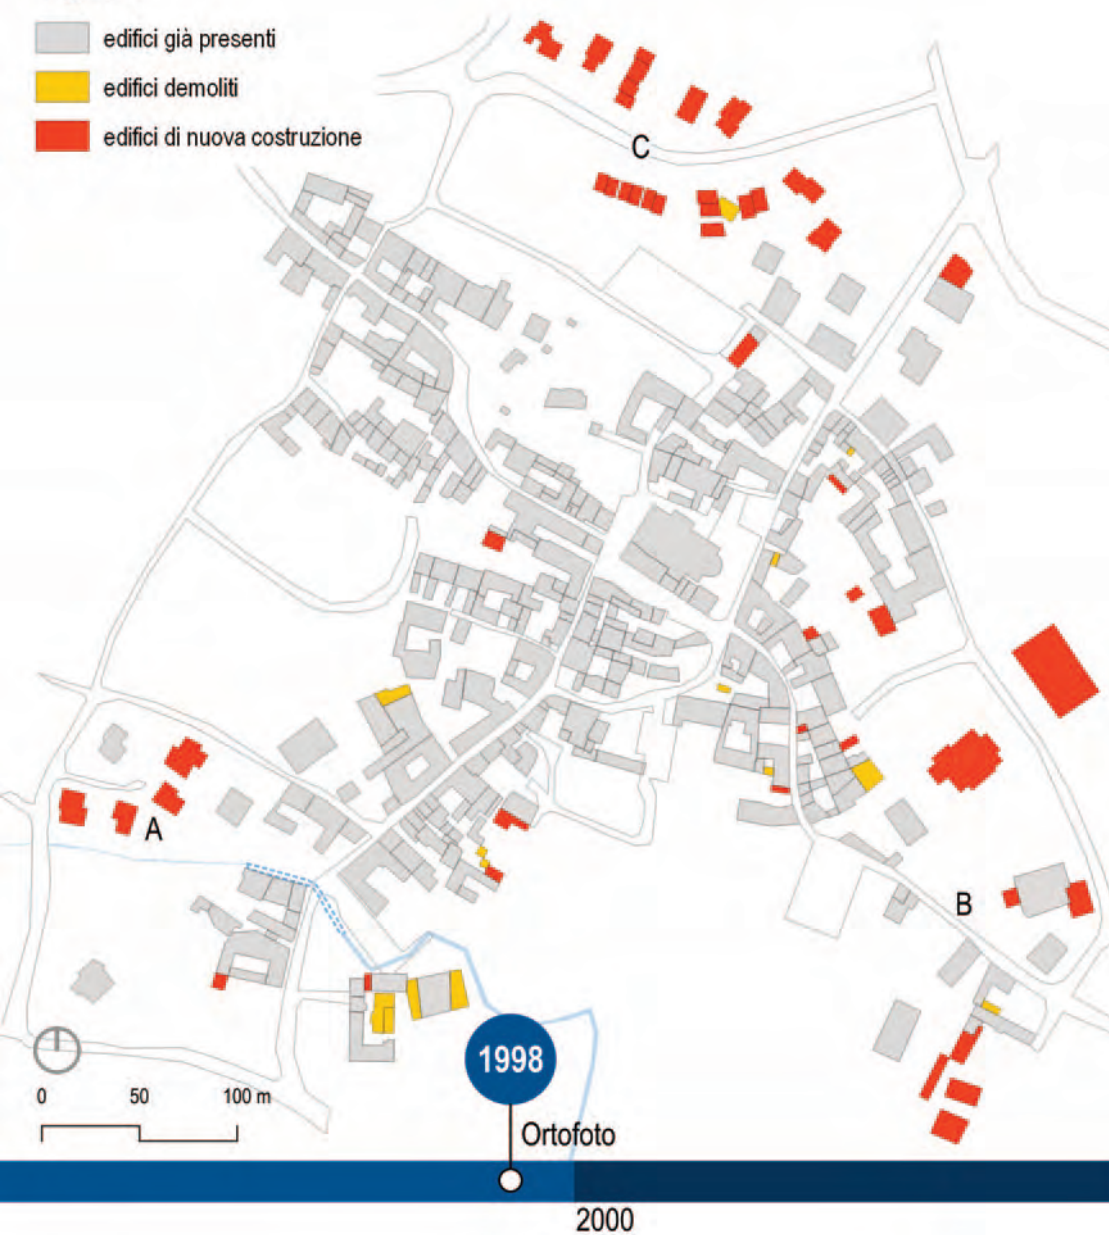 edifici già presenti
edifici demoliti
edifici di nuova costruzione
C
A
B
0 50 100 m
1998
Ortofoto
2000